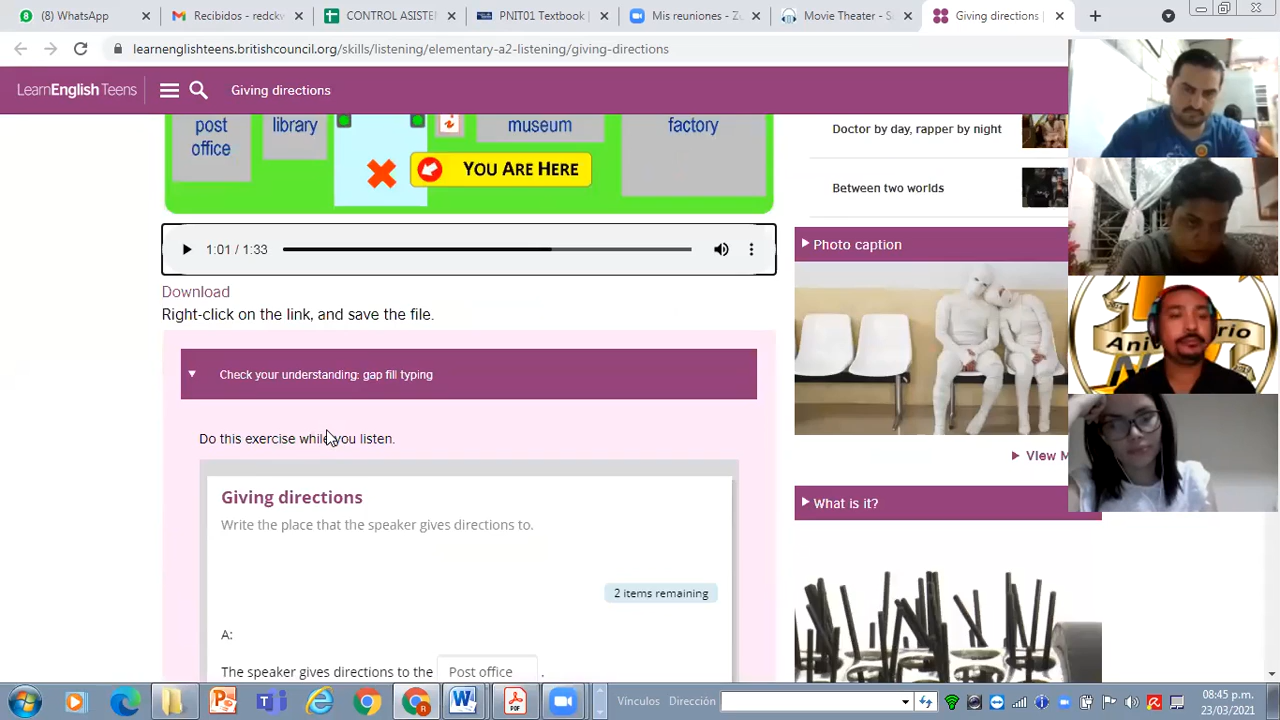 8) WhatsApp
Recibidos - redckv
CONTROL ASISTEN
PNIT01 Textbook
Mis reuniones - Zo
Movie Theater - S
Giving directions |
learnenglishteens.britishcouncil.org/skills/listening/elementary-a2-listening/giving-directions
LearnEnglish Teens
Giving directions
post office
library
museum
factory
YOU ARE HERE
Doctor by day, rapper by night
Between two worlds
1:01 / 1:33
Photo caption
Download
Right-click on the link, and save the file.
Check your understanding: gap fill typing
Do this exercise while you listen.
View M
Giving directions
Write the place that the speaker gives directions to.
What is it?
2 items remaining
A:
The speaker gives directions to the Post office .
Vínculos
Dirección
08:45 p.m.
23/03/2021